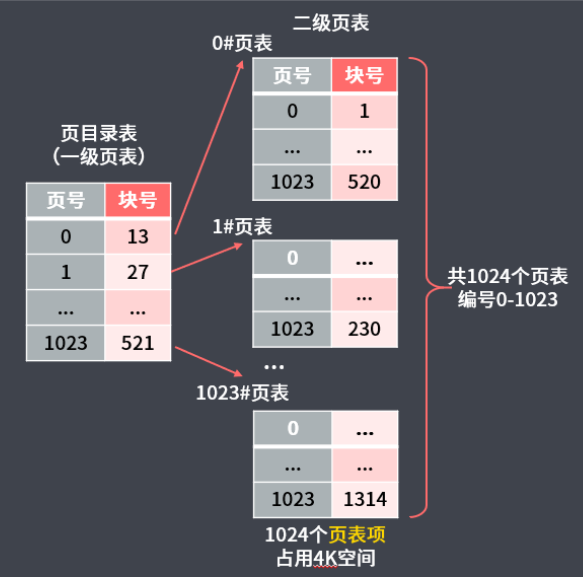 二级页表
0#页表
页号 块号
0 1
... ...
1023 520
页目录表
（一级页表）
页号 块号
0 13
1 27
... ...
1023 521
1#页表
0 ...
... ...
1023 230
...
1023#页表
0 ...
... ...
1023 1314
1024个页表项
占用4K空间
共1024个页表
编号0-1023